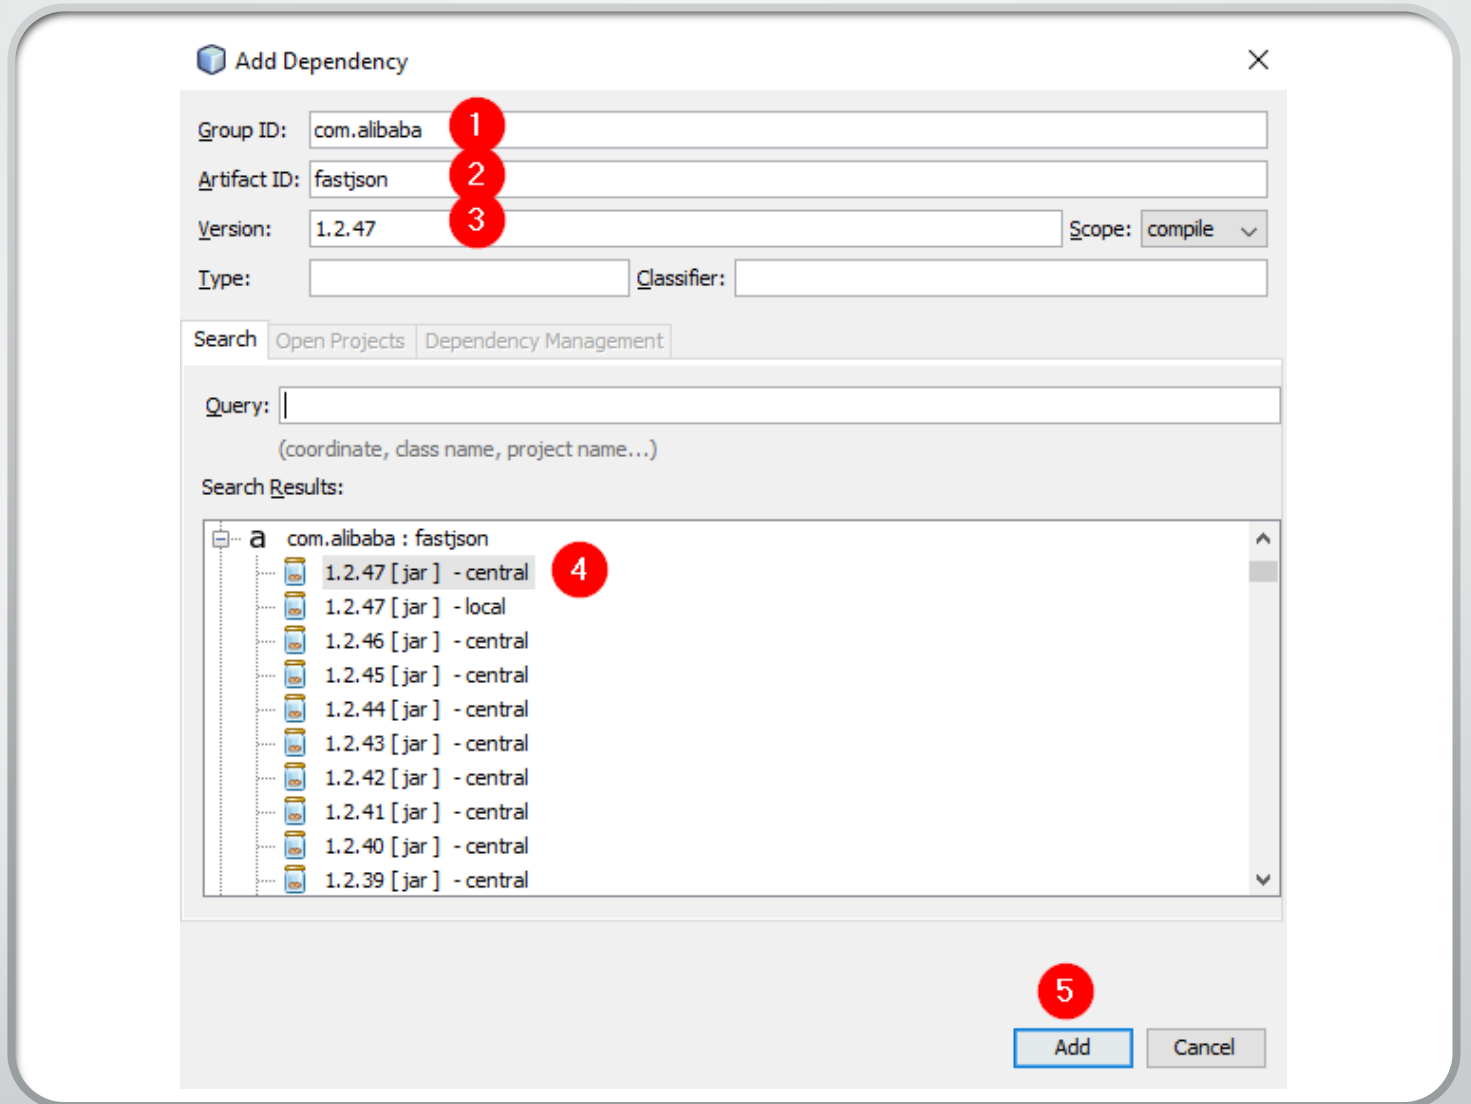 Add Dependency
Group ID: com.alibaba 1
Artifact ID: fastjson 2
Version: 1.2.47 3 Scope: compile
Type: Classifier:
Search Open Projects Dependency Management
Query:
(coordinate, class name, project name...)
Search Results:
a com.alibaba : fastjson
1.2.47 [ jar ] - central 4
1.2.47 [ jar ] - local
1.2.46 [ jar ] - central
1.2.45 [ jar ] - central
1.2.44 [ jar ] - central
1.2.43 [ jar ] - central
1.2.42 [ jar ] - central
1.2.41 [ jar ] - central
1.2.40 [ jar ] - central
1.2.39 [ jar ] - central
5
Add Cancel